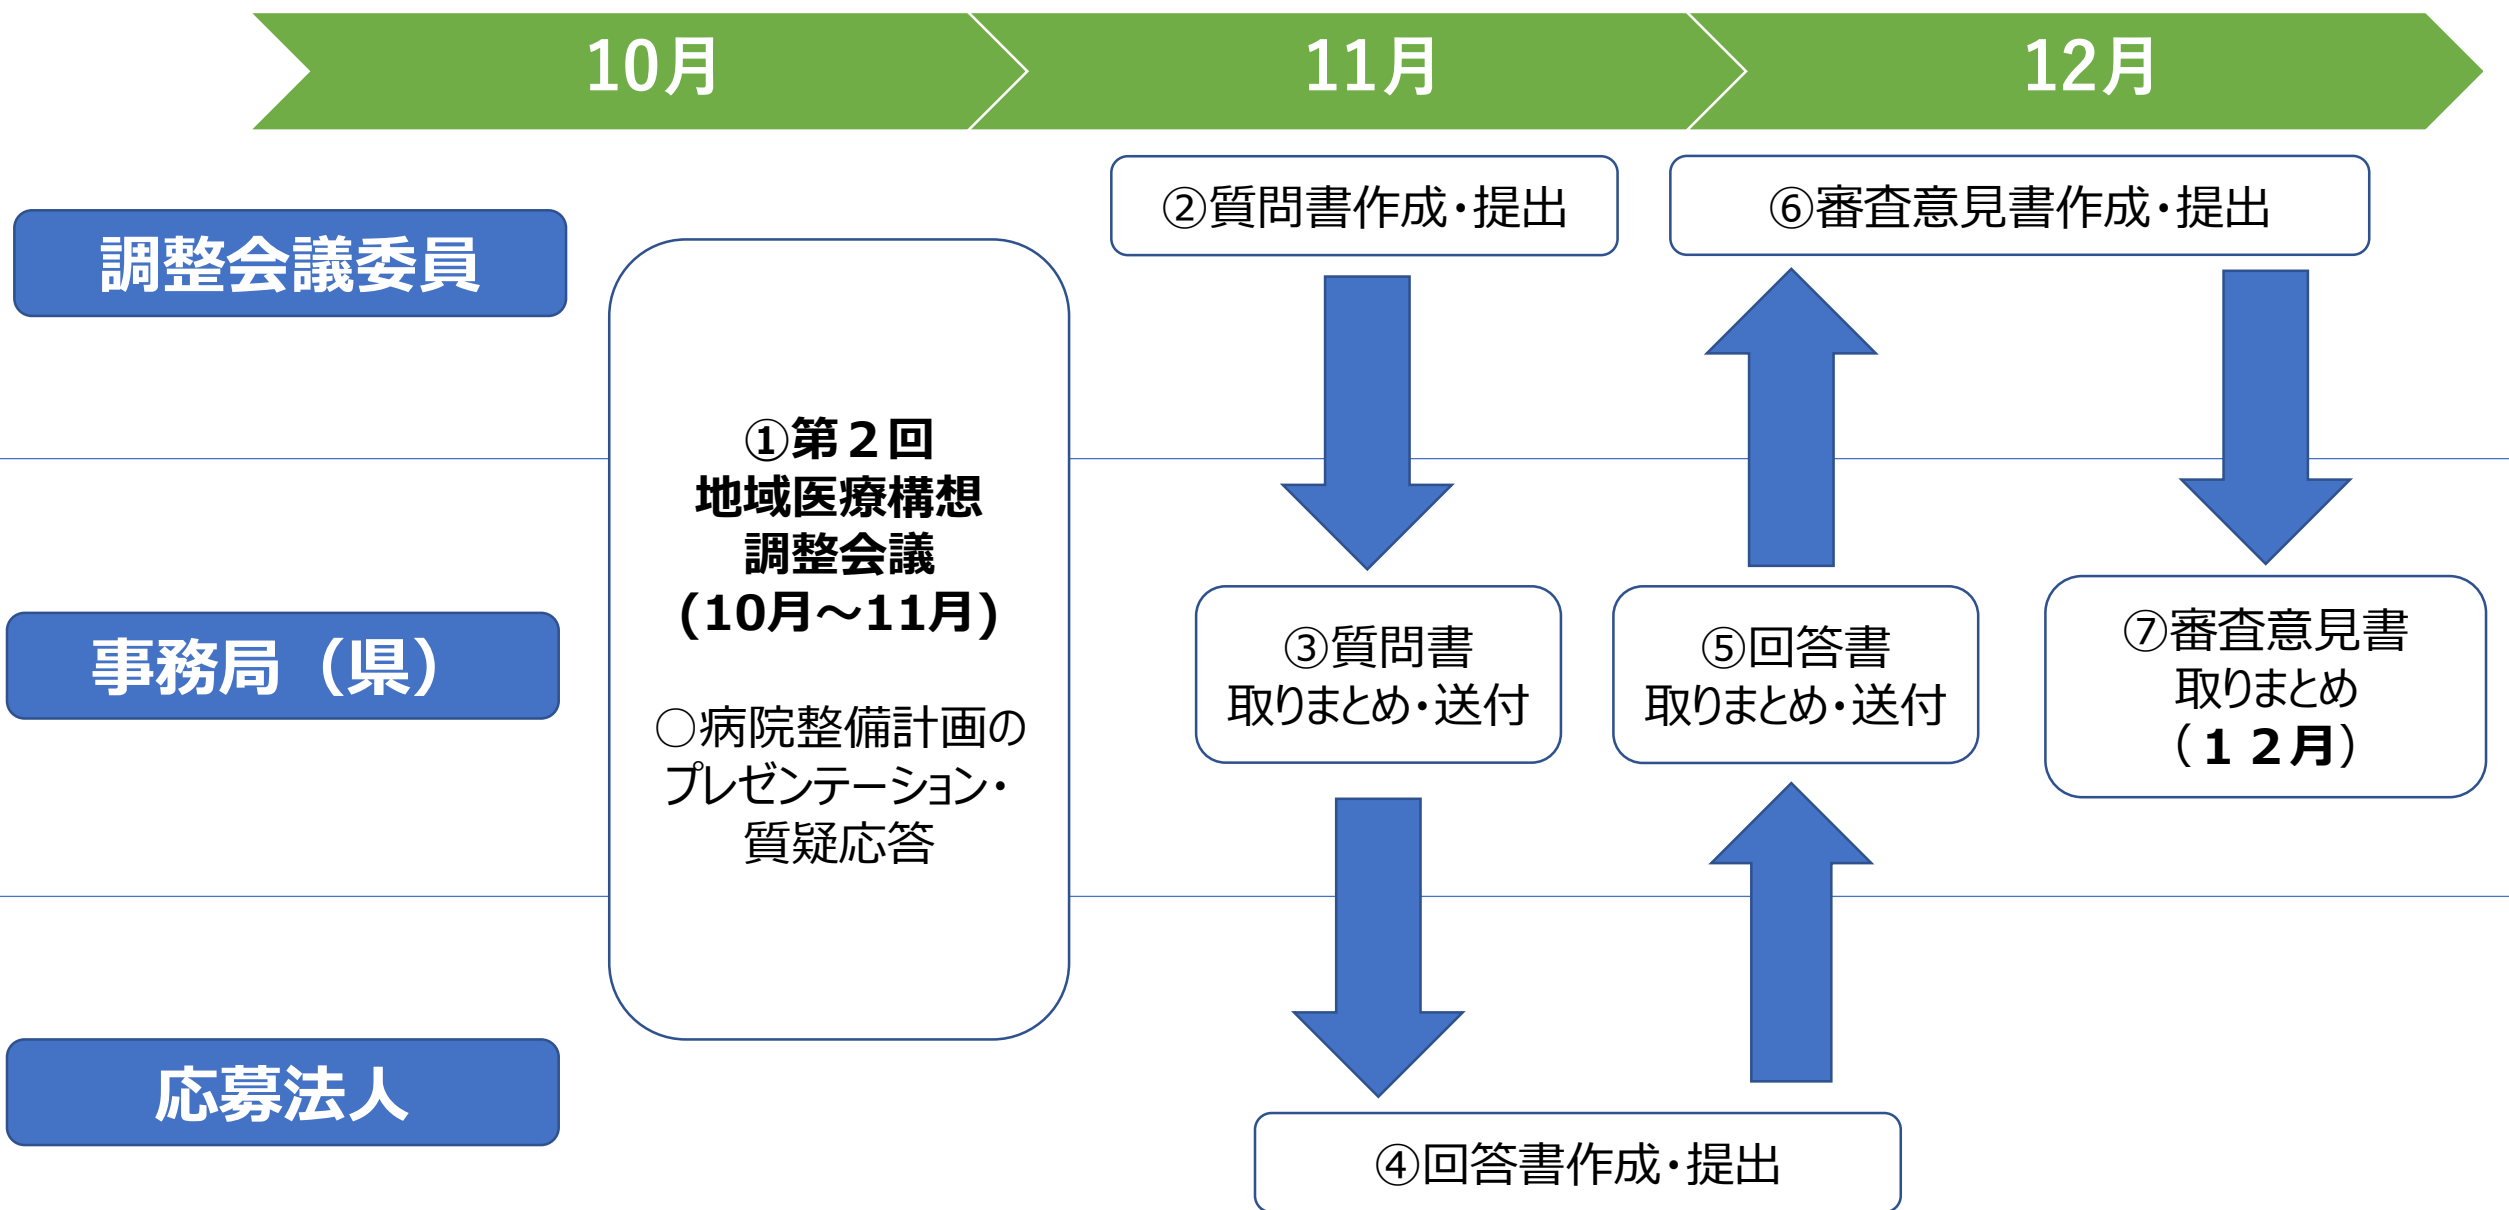 10月
11月
12月
調整会議委員
②質問書作成・提出
⑥審査意見書作成・提出
①第２回
地域医療構想
調整会議
(10月～11月)
○病院整備計画の
プレゼンテーション・
質疑応答
事務局（県）
③質問書
取りまとめ・送付
⑤回答書
取りまとめ・送付
⑦審査意見書
取りまとめ
（１２月）
応募法人
④回答書作成・提出